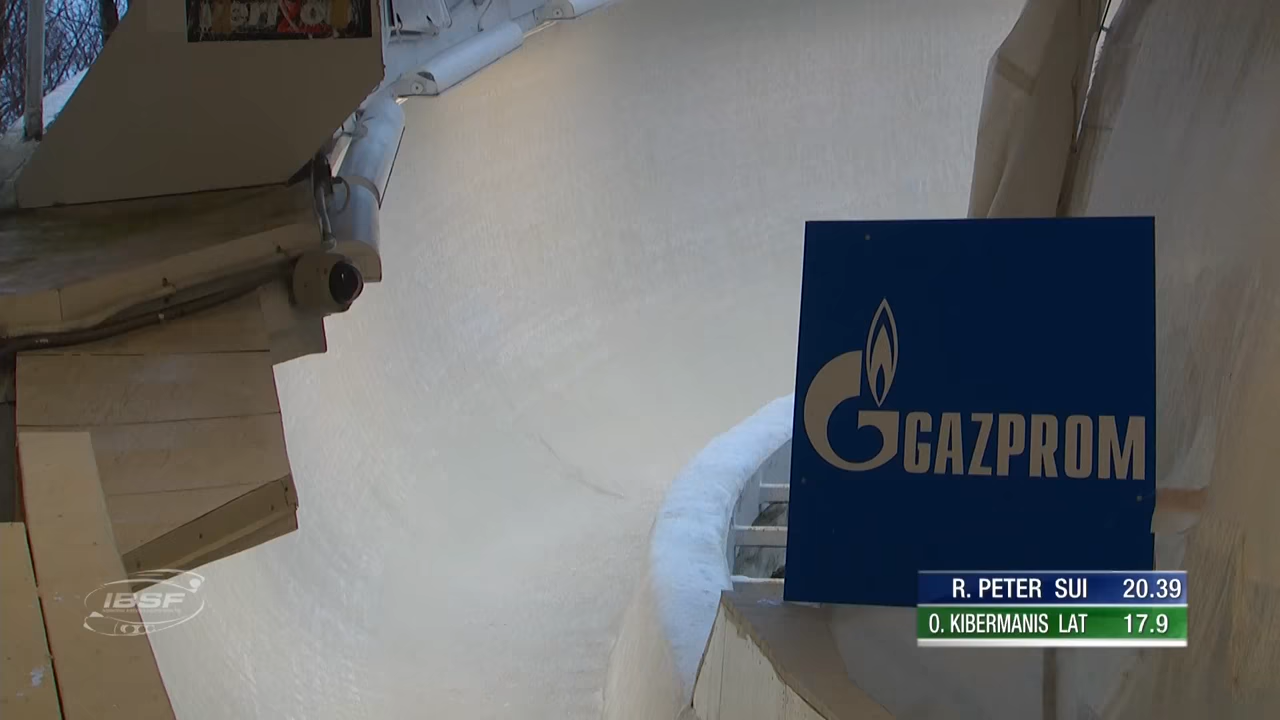 GAZPROM
IBSF
R. PETER SUI 20.39
O. KIBERMANIS LAT 17.9